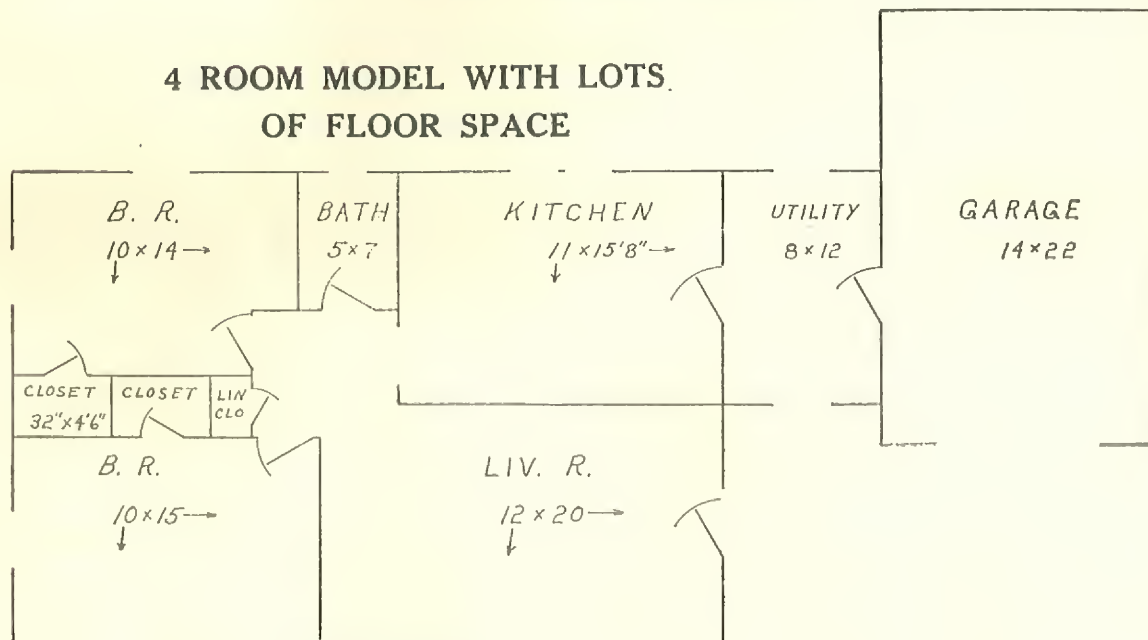 4 ROOM MODEL WITH LOTS
OF FLOOR SPACE
B. R.
10 x 14
BATH
5 x 7
KITCHEN
11 x 15'8"
UTILITY
8 x 12
GARAGE
14 x 22
CLOSET
32" x 4'6"
CLOSET
LIN
CLO
B. R.
10 x 15
LIV. R.
12 x 20